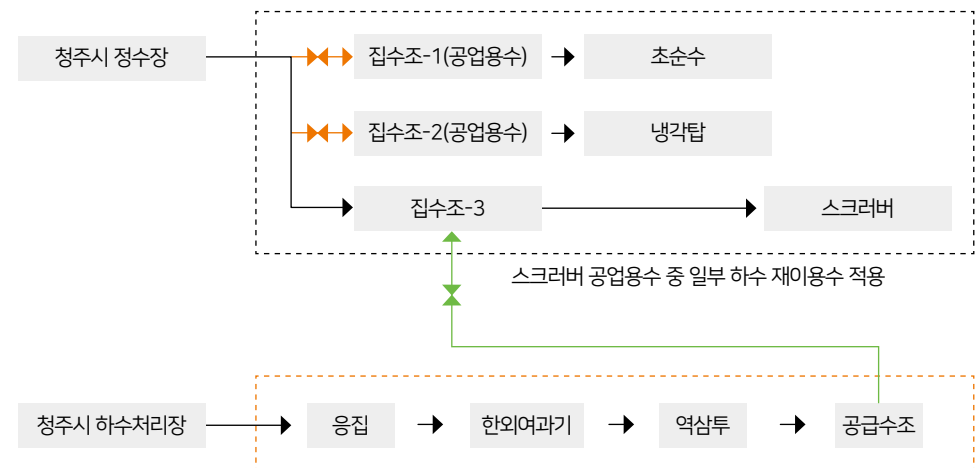 청주시 정수장
집수조-1(공업용수)
초순수
집수조-2(공업용수)
냉각탑
집수조-3
스크러버
스크러버 공업용수 중 일부 하수 재이용수 적용
청주시 하수처리장
응집
한외여과기
역삼투
공급수조